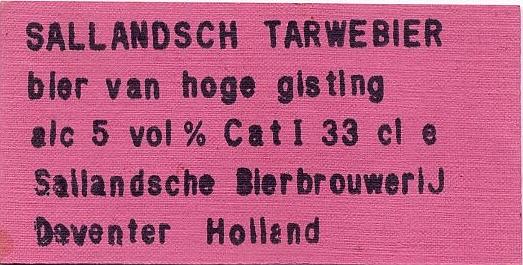 SALLANDSCH TARWEBIER
bier van hoge gisting
alc 5 vol % Cat I 33 cl e
Sallandsche Bierbrouwerij
Deventer Holland